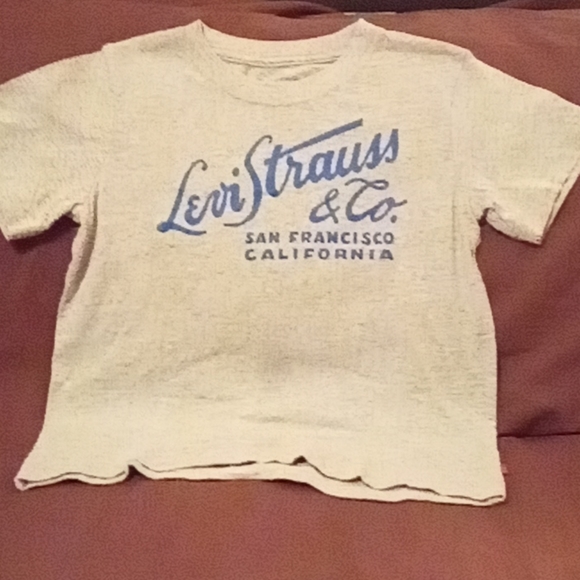 Levi Strauss
& Co.
SAN FRANCISCO
CALIFORNIA